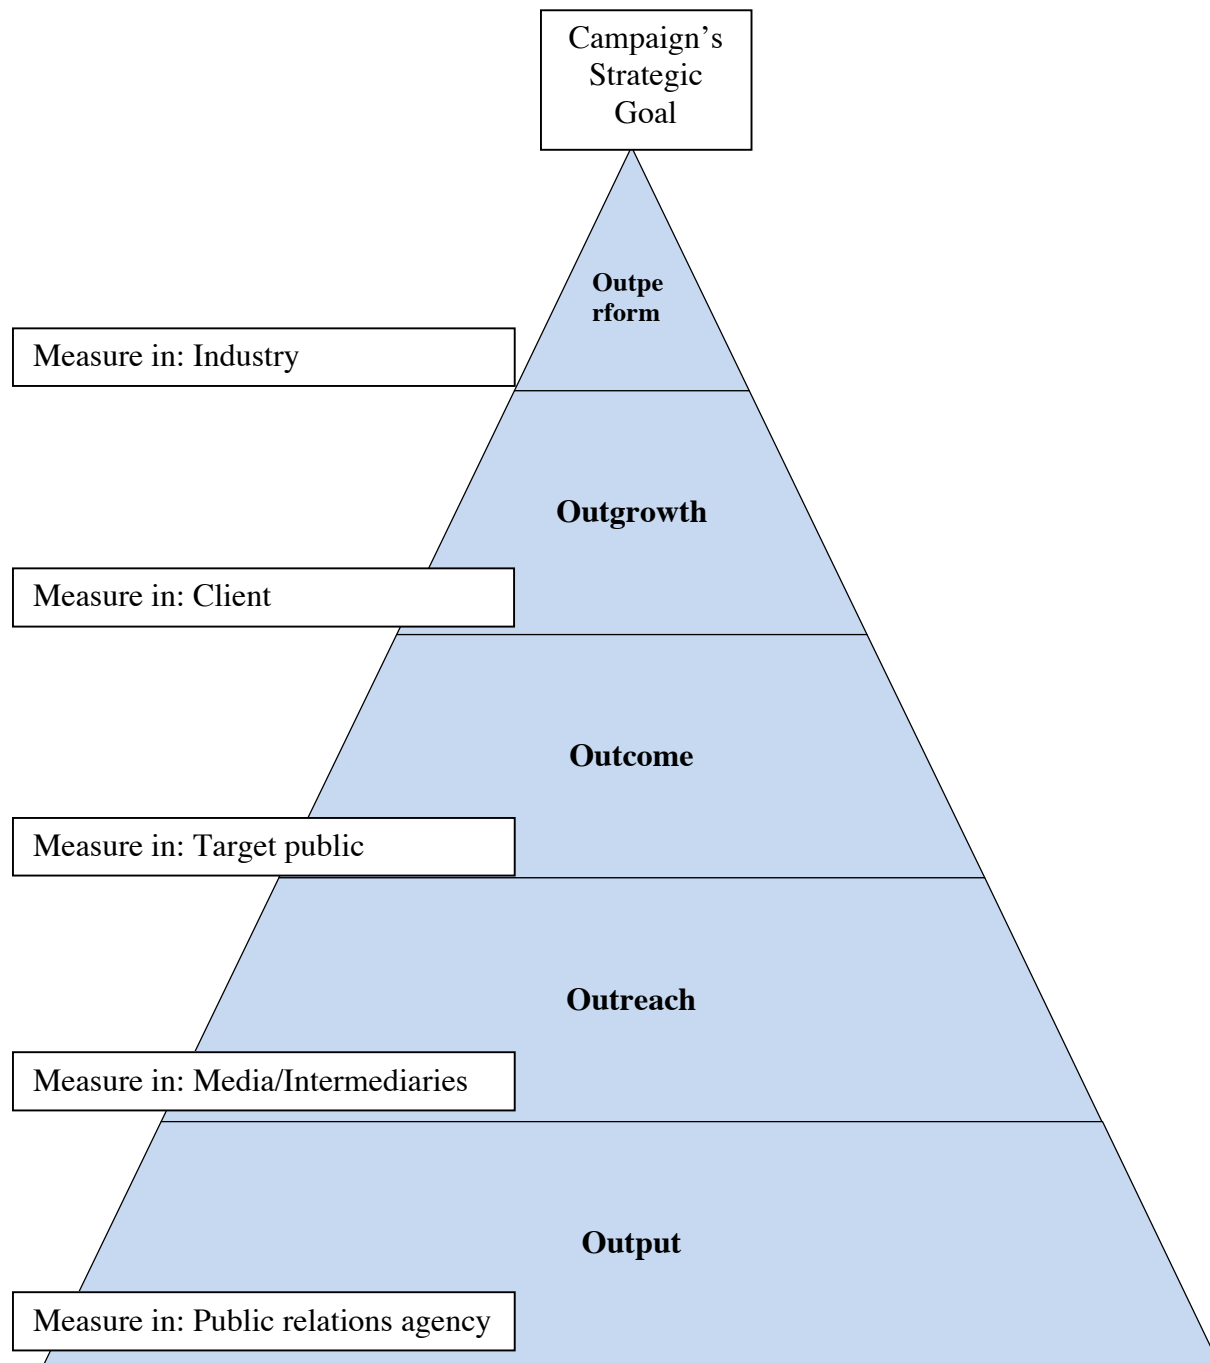 Campaign’s
Strategic
Goal
Outpe
rform
Measure in: Industry
Outgrowth
Measure in: Client
Outcome
Measure in: Target public
Outreach
Measure in: Media/Intermediaries
Output
Measure in: Public relations agency